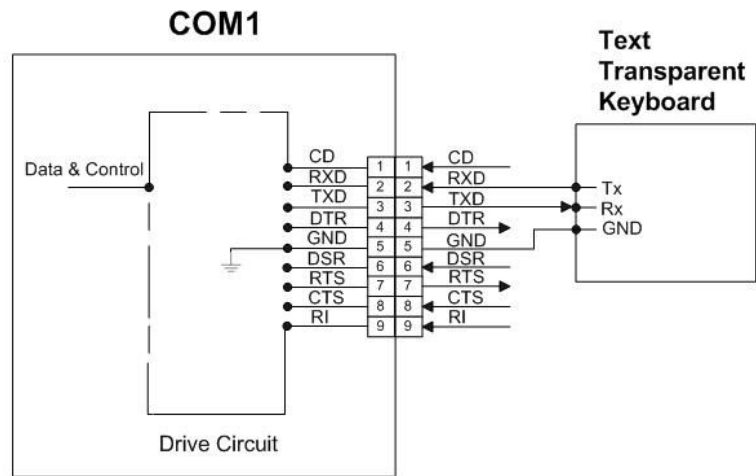 COM1
Text
Transparent
Keyboard
Data & Control
CD 1 1 CD
RXD 2 2 RXD Tx
TXD 3 3 TXD Rx
DTR 4 4 DTR
GND 5 5 GND GND
DSR 6 6 DSR
RTS 7 7 RTS
CTS 8 8 CTS
RI 9 9 RI
Drive Circuit